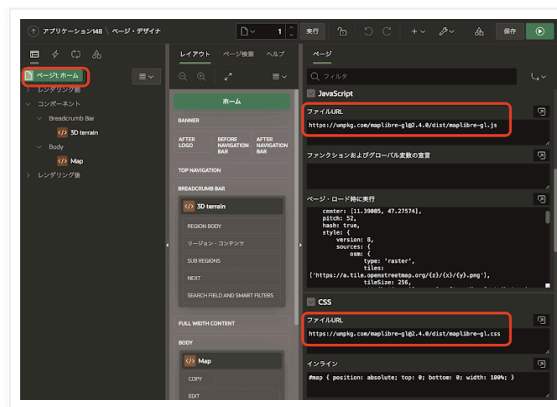 アプリケーション148 \ ページ・デザイナ
1
実行
保存
ページ1: ホーム
レンダリング前
コンポーネント
Breadcrumb Bar
3D terrain
Body
Map
レンダリング後
レイアウト
ページ検索
ヘルプ
ホーム
BANNER
AFTER LOGO
BEFORE NAVIGATION BAR
AFTER NAVIGATION BAR
TOP NAVIGATION
BREADCRUMB BAR
3D terrain
REGION BODY
リージョン・コンテンツ
SUB REGIONS
NEXT
SEARCH FIELD AND SMART FILTERS
FULL WIDTH CONTENT
BODY
Map
COPY
EDIT
ページ
フィルタ
JavaScript
ファイルURL
https://unpkg.com/maplibre-gl@2.4.0/dist/maplibre-gl.js
ファンクションおよびグローバル変数の宣言
ページ・ロード時に実行
center: [11.39085, 47.27574],
pitch: 52,
hash: true,
style: {
version: 8,
sources: {
osm: {
type: 'raster',
tiles:
['https://a.tile.openstreetmap.org/{z}/{x}/{y}.png'],
tileSize: 256,
CSS
ファイルURL
https://unpkg.com/maplibre-gl@2.4.0/dist/maplibre-gl.css
インライン
#map { position: absolute; top: 0; bottom: 0; width: 100%; }